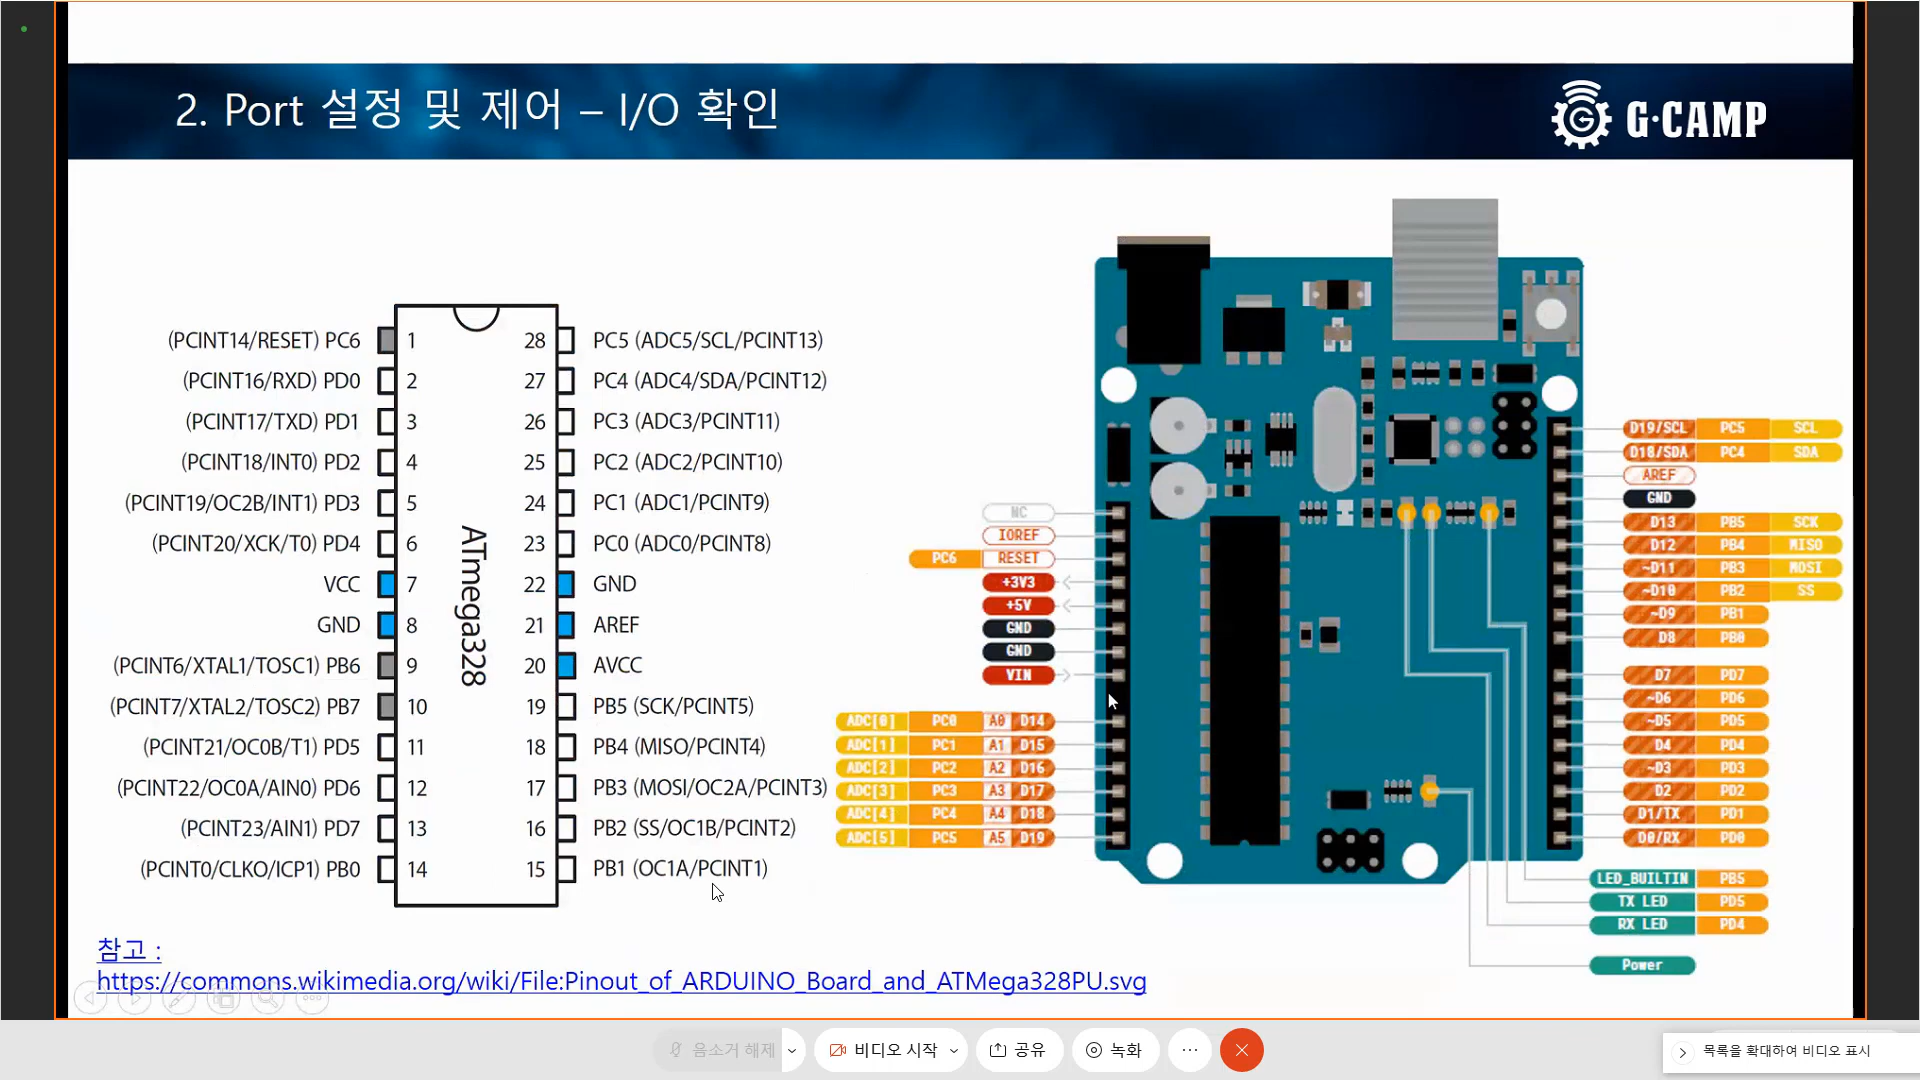 2. Port 설정 및 제어 – I/O 확인
G·CAMP
(PCINT14/RESET) PC6 1 28 PC5 (ADC5/SCL/PCINT13)
(PCINT16/RXD) PD0 2 27 PC4 (ADC4/SDA/PCINT12)
(PCINT17/TXD) PD1 3 26 PC3 (ADC3/PCINT11)
(PCINT18/INT0) PD2 4 25 PC2 (ADC2/PCINT10)
(PCINT19/OC2B/INT1) PD3 5 24 PC1 (ADC1/PCINT9)
(PCINT20/XCK/T0) PD4 6 23 PC0 (ADC0/PCINT8)
VCC 7 22 GND
GND 8 21 AREF
(PCINT6/XTAL1/TOSC1) PB6 9 20 AVCC
(PCINT7/XTAL2/TOSC2) PB7 10 19 PB5 (SCK/PCINT5)
(PCINT21/OC0B/T1) PD5 11 18 PB4 (MISO/PCINT4)
(PCINT22/OC0A/AIN0) PD6 12 17 PB3 (MOSI/OC2A/PCINT3)
(PCINT23/AIN1) PD7 13 16 PB2 (SS/OC1B/PCINT2)
(PCINT0/CLKO/ICP1) PB0 14 15 PB1 (OC1A/PCINT1)
ATmega328
NC
IOREF
PC6 RESET
+3V3
+5V
GND
GND
VIN
ADC[0] PC0 A0 D14
ADC[1] PC1 A1 D15
ADC[2] PC2 A2 D16
ADC[3] PC3 A3 D17
ADC[4] PC4 A4 D18
ADC[5] PC5 A5 D19
D19/SCL PC5 SCL
D18/SDA PC4 SDA
AREF
GND
D13 PB5 SCK
D12 PB4 MISO
~D11 PB3 MOSI
~D10 PB2 SS
~D9 PB1
D8 PB0
D7 PD7
~D6 PD6
~D5 PD5
D4 PD4
~D3 PD3
D2 PD2
D1/TX PD1
D0/RX PD0
LED_BUILTIN PB5
TX LED PD5
RX LED PD4
Power
참고 :
https://commons.wikimedia.org/wiki/File:Pinout_of_ARDUINO_Board_and_ATMega328PU.svg
음소거 해제
비디오 시작
공유
녹화
목록을 확대하여 비디오 표시